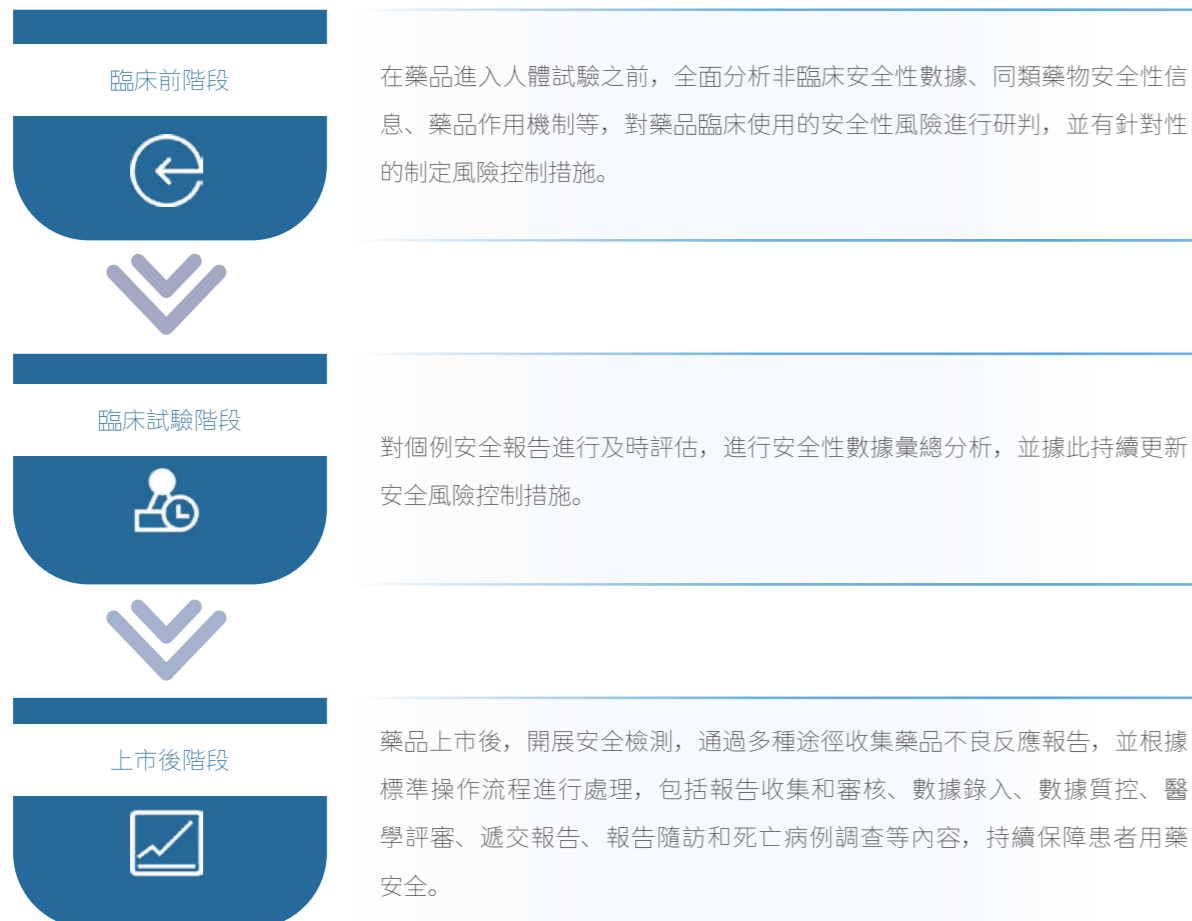 臨床前階段
在藥品進入人體試驗之前，全面分析非臨床安全性數據、同類藥物安全性信
息、藥品作用機制等，對藥品臨床使用的安全性風險進行研判，並有針對性
的制定風險控制措施。
臨床試驗階段
對個例安全報告進行及時評估，進行安全性數據彙總分析，並據此持續更新
安全風險控制措施。
上市後階段
藥品上市後，開展安全檢測，通過多種途徑收集藥品不良反應報告，並根據
標準操作流程進行處理，包括報告收集和審核、數據錄入、數據質控、醫
學評審、遞交報告、報告隨訪和死亡病例調查等內容，持續保障患者用藥
安全。